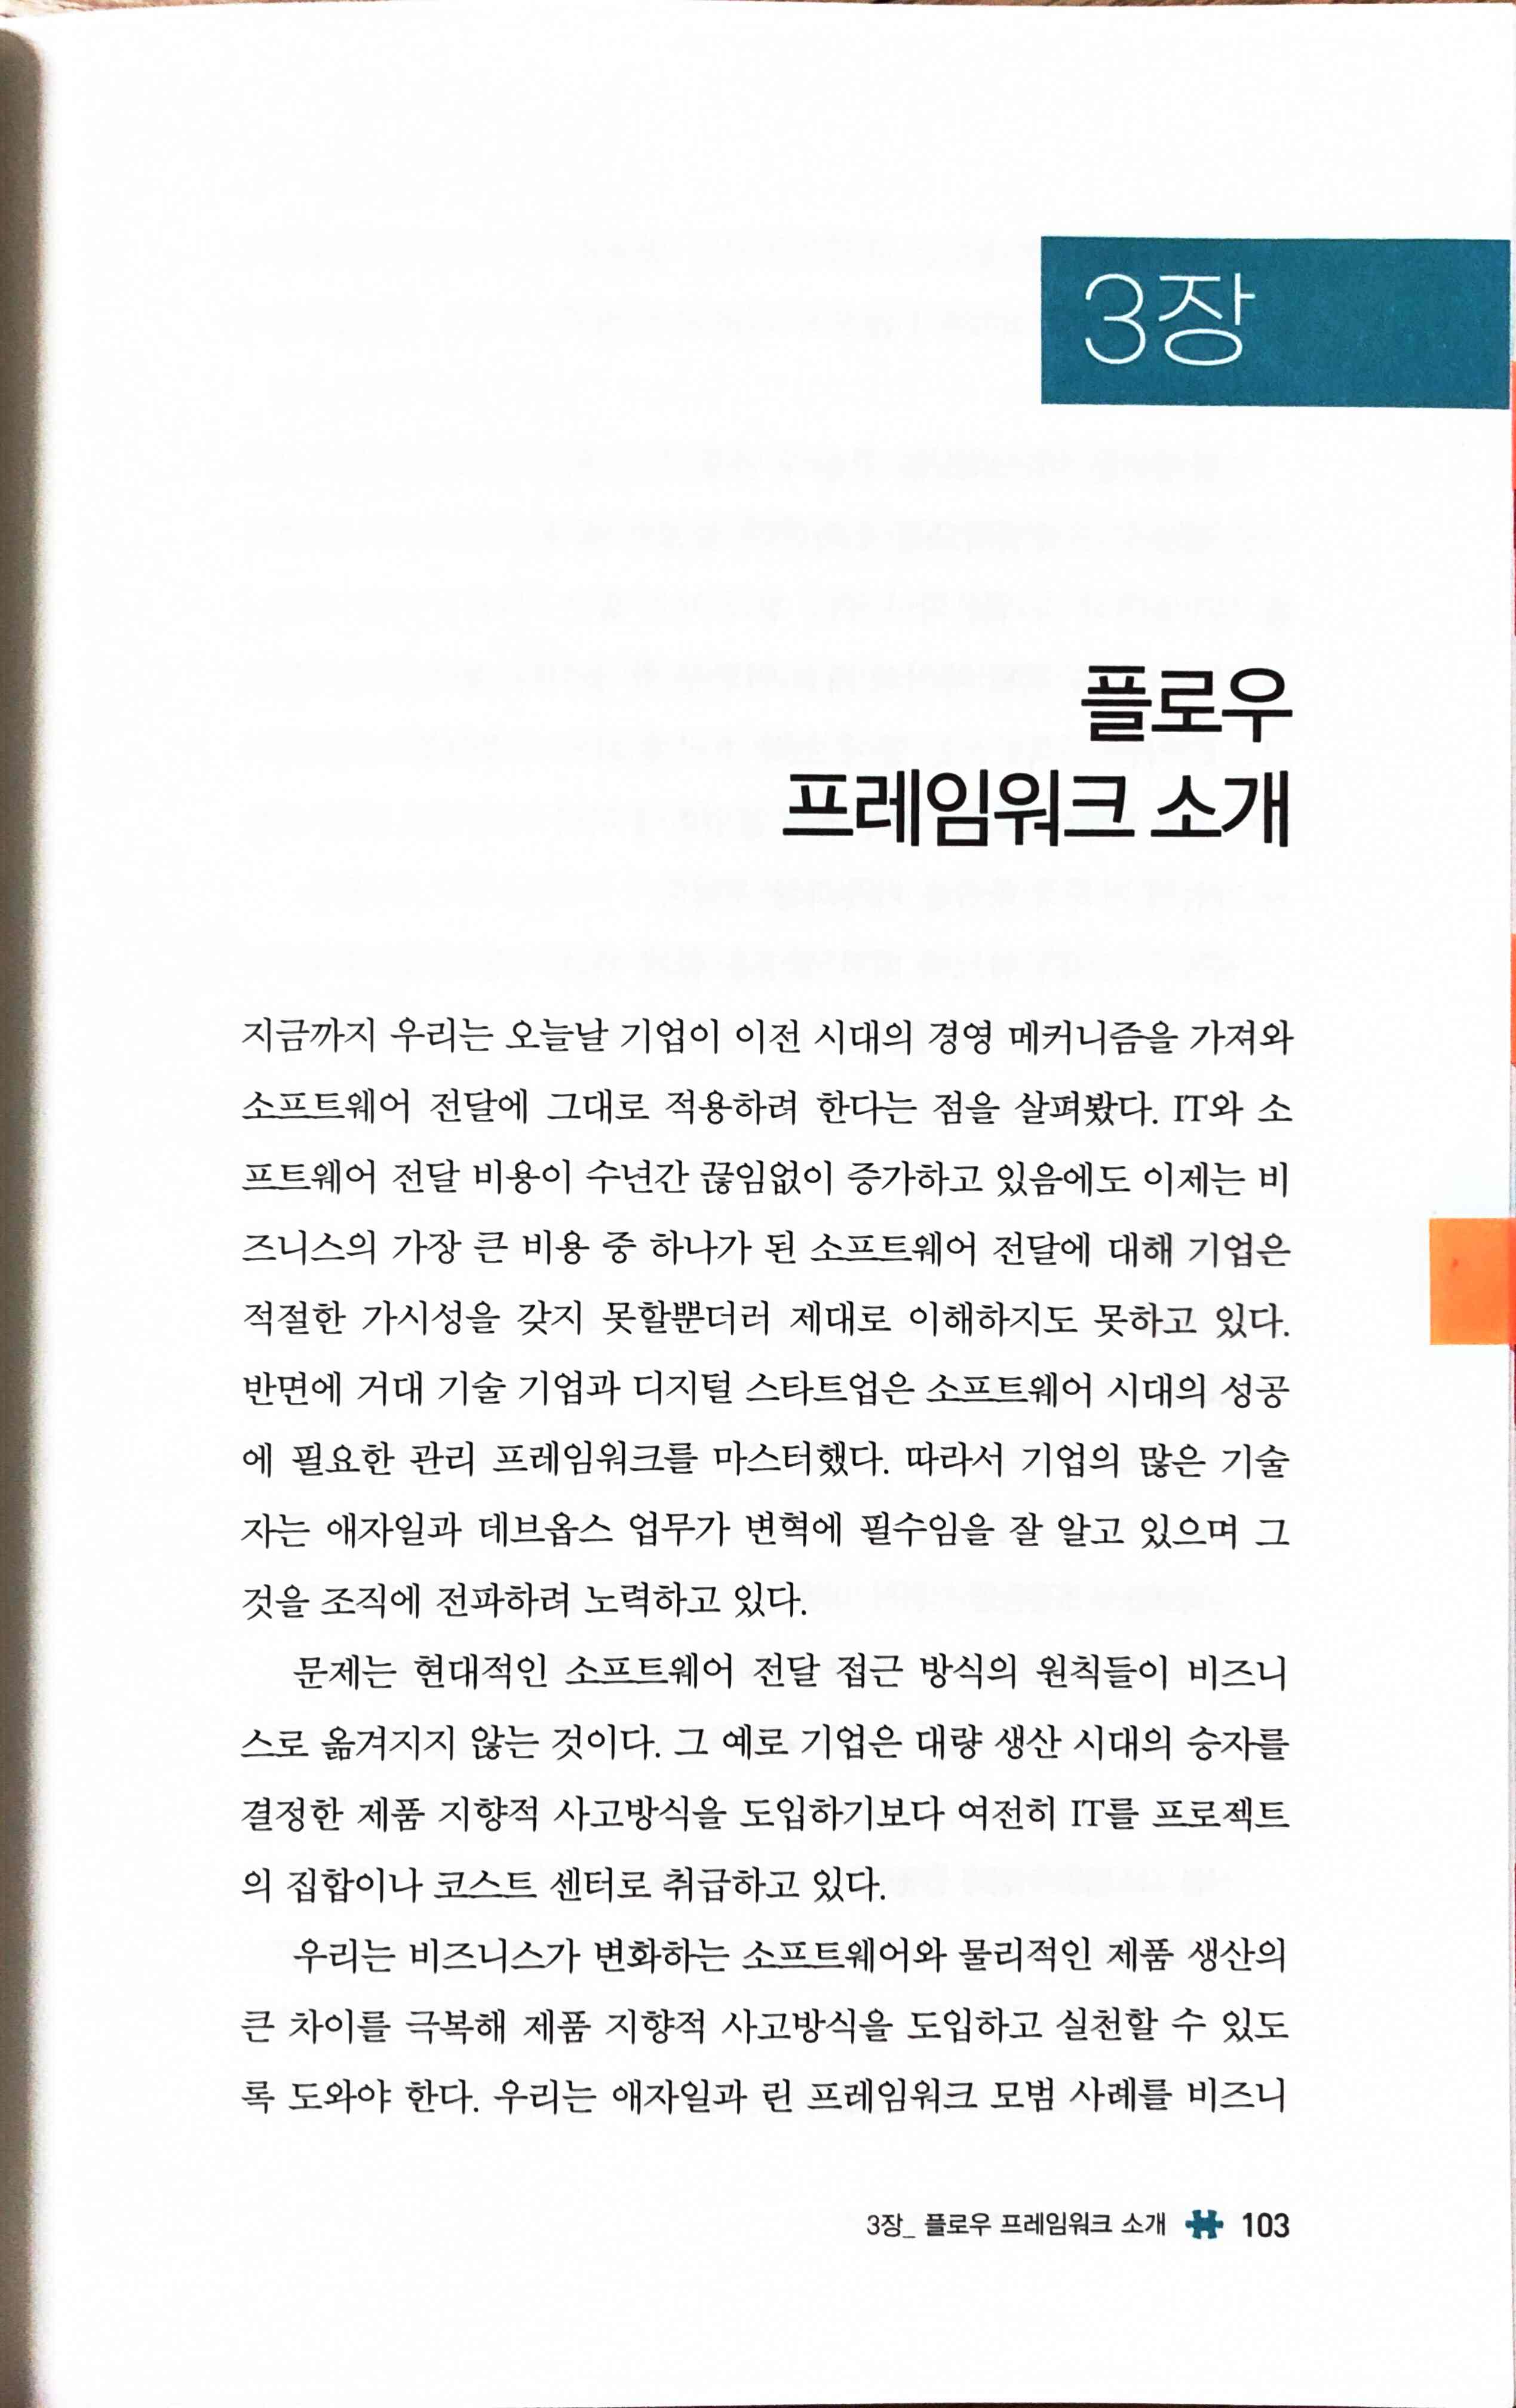 3장
플로우
프레임워크 소개
지금까지 우리는 오늘날 기업이 이전 시대의 경영 메커니즘을 가져와
소프트웨어 전달에 그대로 적용하려 한다는 점을 살펴봤다. IT와 소
프트웨어 전달 비용이 수년간 끊임없이 증가하고 있음에도 이제는 비
즈니스의 가장 큰 비용 중 하나가 된 소프트웨어 전달에 대해 기업은
적절한 가시성을 갖지 못할뿐더러 제대로 이해하지도 못하고 있다.
반면에 거대 기술 기업과 디지털 스타트업은 소프트웨어 시대의 성공
에 필요한 관리 프레임워크를 마스터했다. 따라서 기업의 많은 기술
자는 애자일과 데브옵스 업무가 변혁에 필수임을 잘 알고 있으며 그
것을 조직에 전파하려 노력하고 있다.
문제는 현대적인 소프트웨어 전달 접근 방식의 원칙들이 비즈니
스로 옮겨지지 않는 것이다. 그 예로 기업은 대량 생산 시대의 승자를
결정한 제품 지향적 사고방식을 도입하기보다 여전히 IT를 프로젝트
의 집합이나 코스트 센터로 취급하고 있다.
우리는 비즈니스가 변화하는 소프트웨어와 물리적인 제품 생산의
큰 차이를 극복해 제품 지향적 사고방식을 도입하고 실천할 수 있도
록 도와야 한다. 우리는 애자일과 린 프레임워크 모범 사례를 비즈니
3장_ 플로우 프레임워크 소개 103